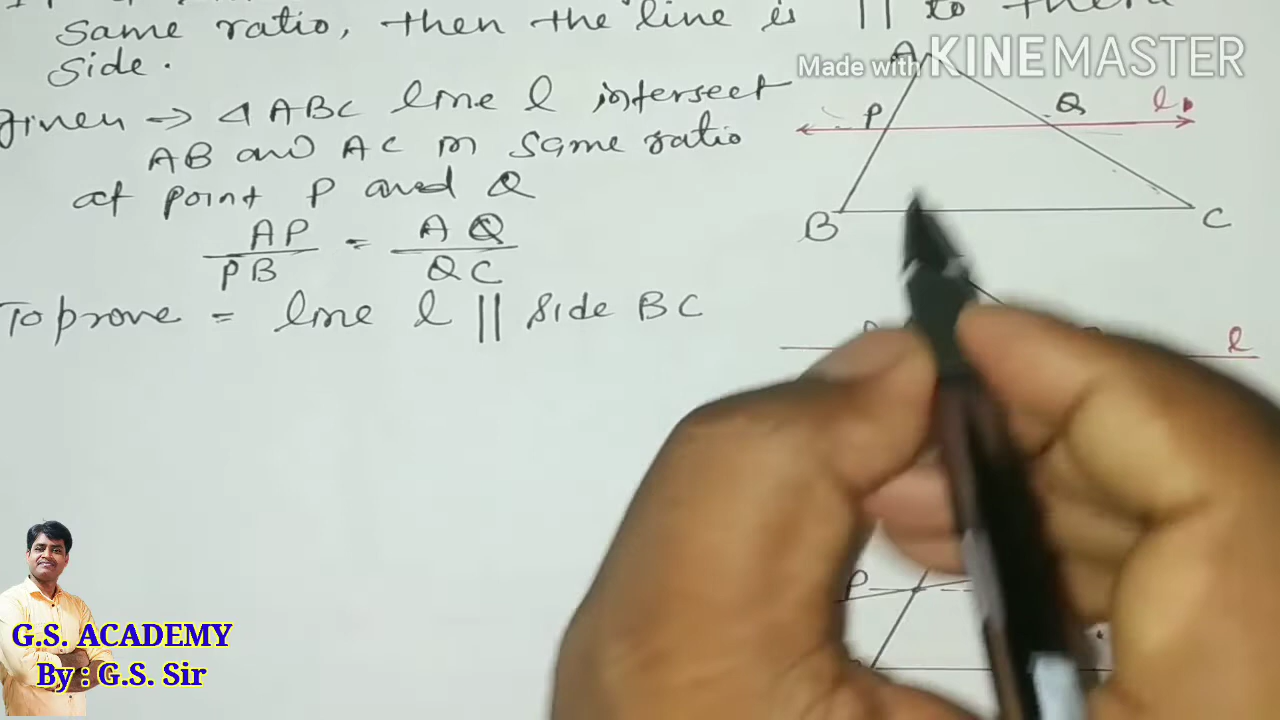 same ratio, then the line is || to
side.
Given → △ ABC line l intersect
AB and AC in same ratio
at point P and Q
AP = AQ
PB QC
To prove = line l || side BC
Made with KINEMASTER
A
P
Q
l
B
C
l
P
G.S. ACADEMY
By : G.S. Sir